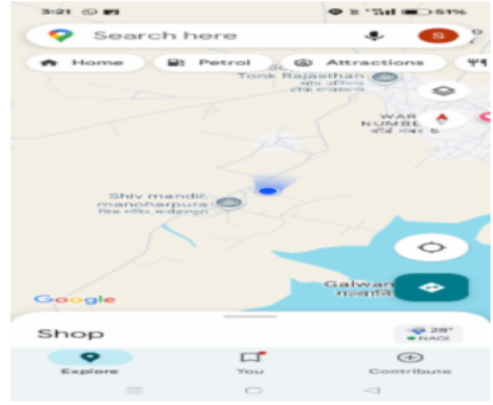 3:21
51%
Search here
S
Home
Petrol
Attractions
Tonk Rajasthan
WAR
NUMBE
Shiv mandir,
manoharpura
Galwan
Google
Shop
28°
NAQI
Explore
You
Contribute